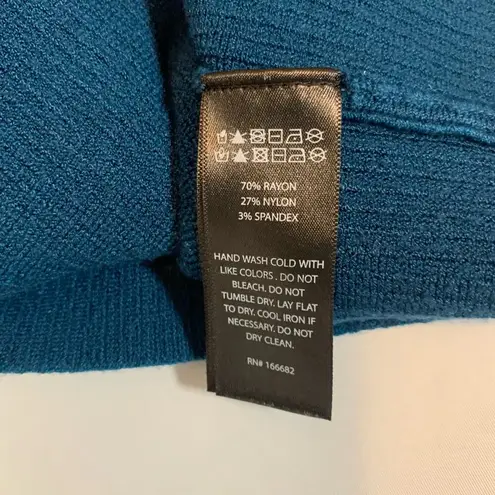 70% RAYON
27% NYLON
3% SPANDEX
HAND WASH COLD WITH
LIKE COLORS . DO NOT
BLEACH. DO NOT
TUMBLE DRY. LAY FLAT
TO DRY. COOL IRON IF
NECESSARY. DO NOT
DRY CLEAN.
RN# 166682